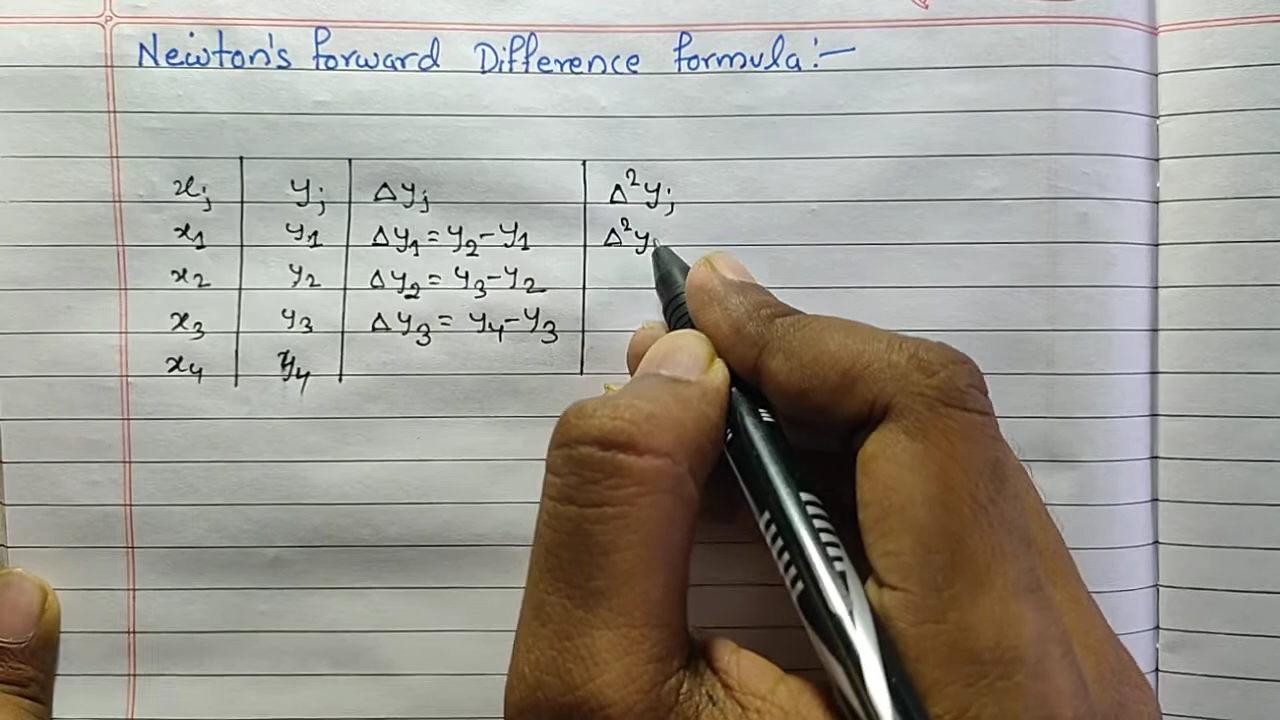 Newton's forward Difference formula:-
xj yj Δyj Δ²yj
x1 y1 Δy1 = y2-y1 Δ²y
x2 y2 Δy2 = y3-y2
x3 y3 Δy3 = y4-y3
x4 y4